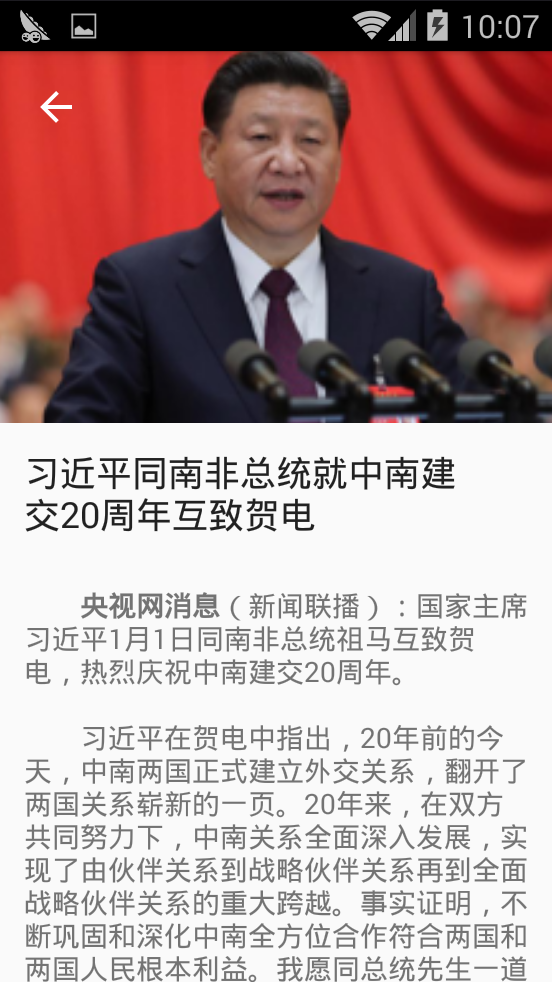 10:07
习近平同南非总统就中南建
交20周年互致贺电
央视网消息（新闻联播）：国家主席
习近平1月1日同南非总统祖马互致贺
电，热烈庆祝中南建交20周年。
习近平在贺电中指出，20年前的今
天，中南两国正式建立外交关系，翻开了
两国关系崭新的一页。20年来，在双方
共同努力下，中南关系全面深入发展，实
现了由伙伴关系到战略伙伴关系再到全面
战略伙伴关系的重大跨越。事实证明，不
断巩固和深化中南全方位合作符合两国和
两国人民根本利益。我愿同总统先生一道